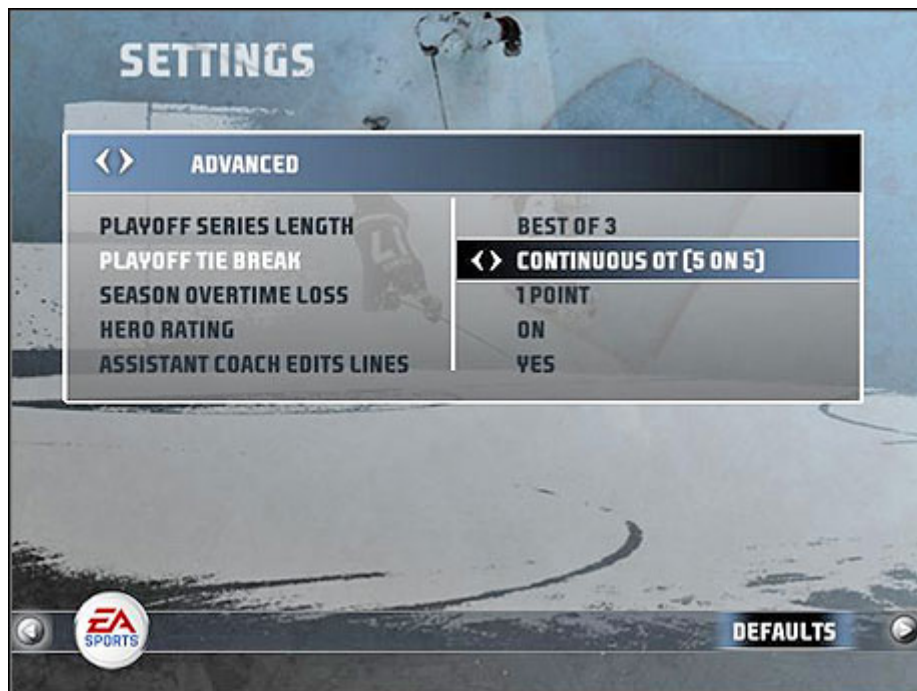 SETTINGS
ADVANCED
PLAYOFF SERIES LENGTH BEST OF 3
PLAYOFF TIE BREAK CONTINUOUS OT (5 ON 5)
SEASON OVERTIME LOSS 1 POINT
HERO RATING ON
ASSISTANT COACH EDITS LINES YES
EA
SPORTS
DEFAULTS